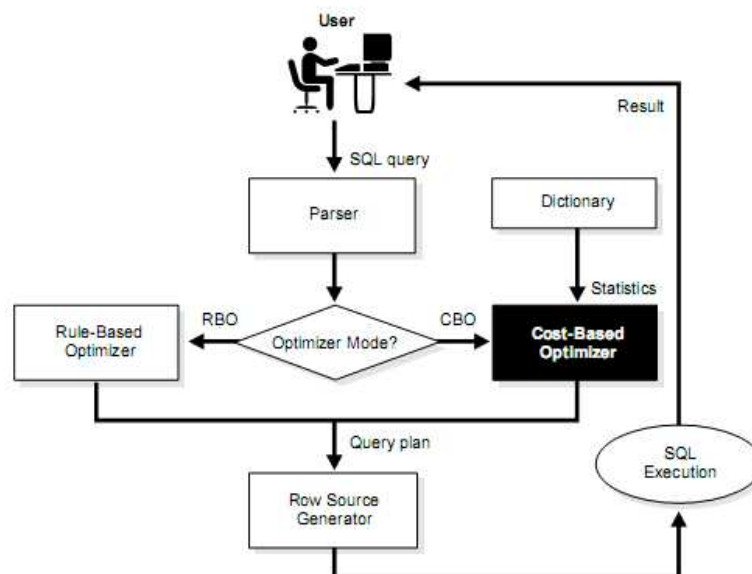 User
Result
SQL query
Parser
Dictionary
Statistics
RBO
CBO
Rule-Based
Optimizer
Optimizer Mode?
Cost-Based
Optimizer
Query plan
SQL
Execution
Row Source
Generator